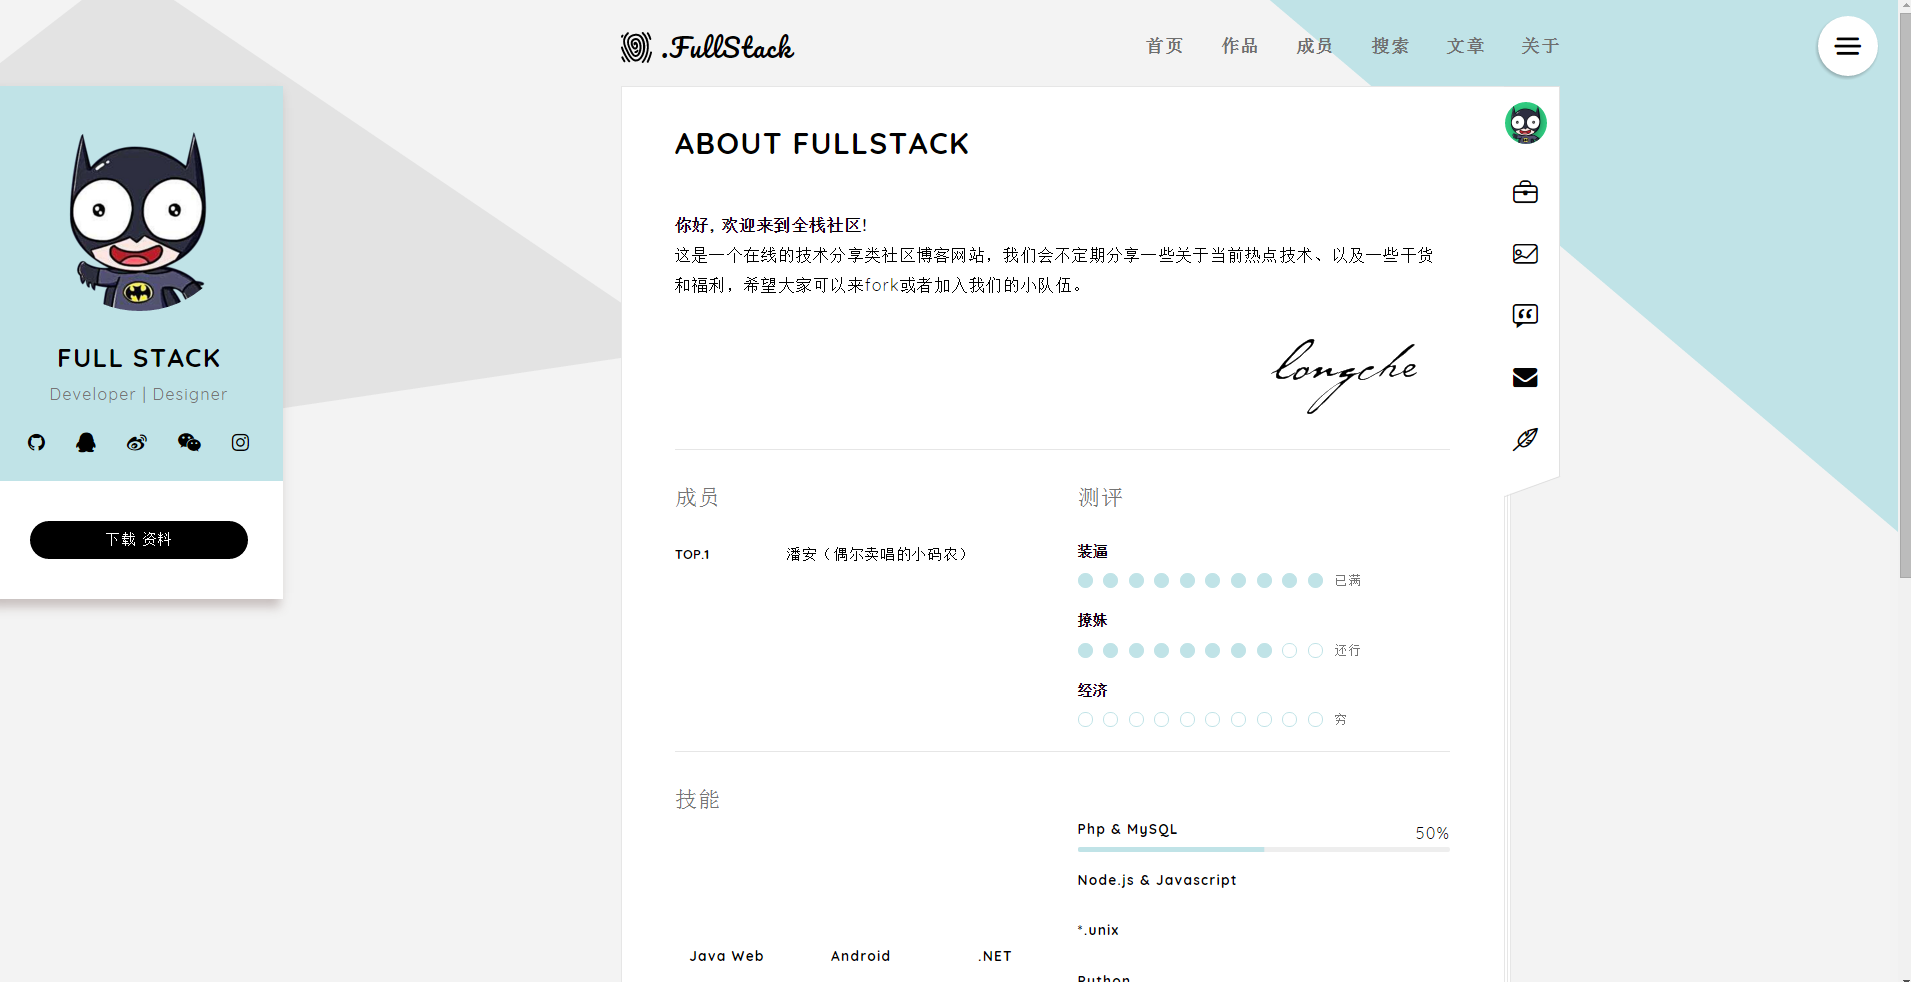 .FullStack
首页 作品 成员 搜索 文章 关于
FULL STACK
Developer | Designer
下载 资料
ABOUT FULLSTACK
你好, 欢迎来到全栈社区!
这是一个在线的技术分享类社区博客网站，我们会不定期分享一些关于当前热点技术、以及一些干货
和福利，希望大家可以来fork或者加入我们的小队伍。
longche
成员
TOP.1 潘安（偶尔卖唱的小码农）
测评
装逼
已满
撩妹
还行
经济
穷
技能
Java Web Android .NET
Php & MySQL 50%
Node.js & Javascript
*.unix
Python